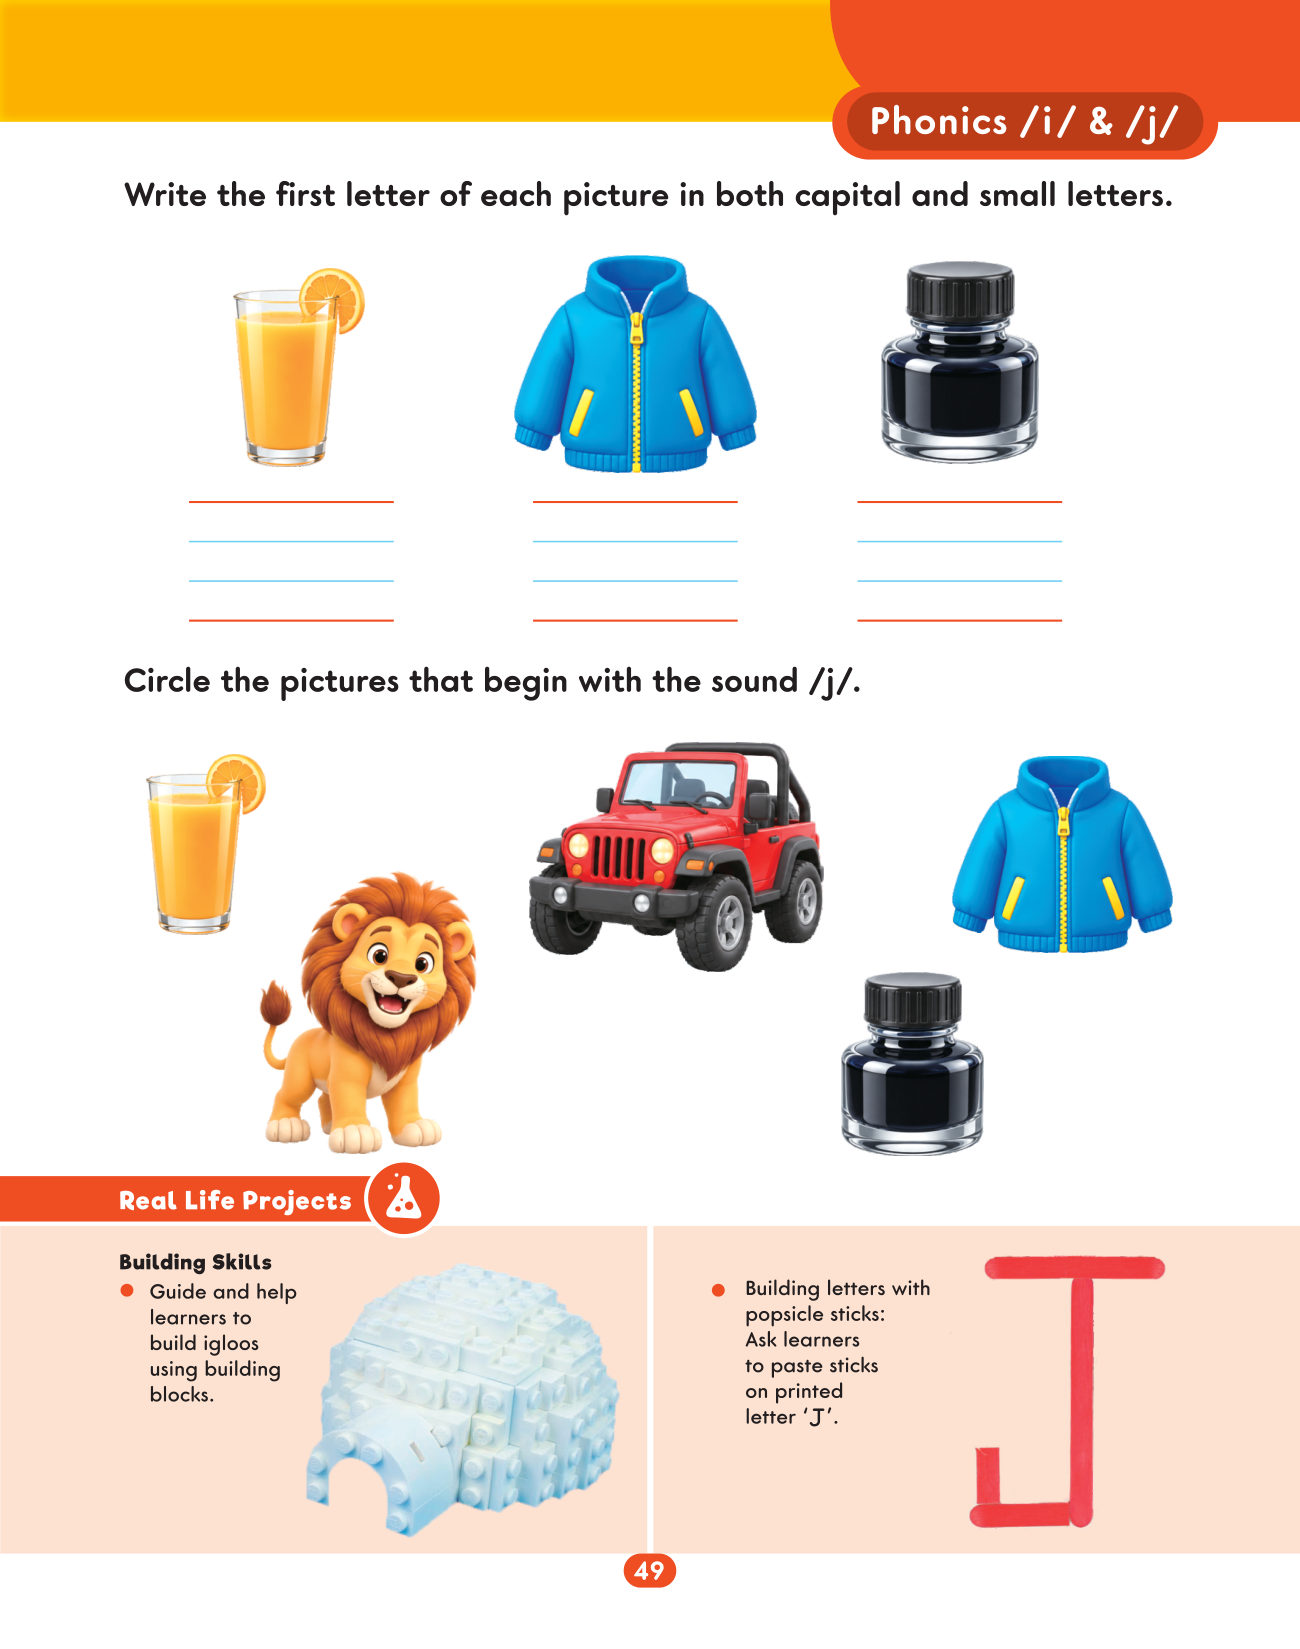 Phonics /i/ & /j/
Write the first letter of each picture in both capital and small letters.
Circle the pictures that begin with the sound /j/.
Real Life Projects
Building Skills
Guide and help
learners to
build igloos
using building
blocks.
Building letters with
popsicle sticks:
Ask learners
to paste sticks
on printed
letter ‘J’.
J
49